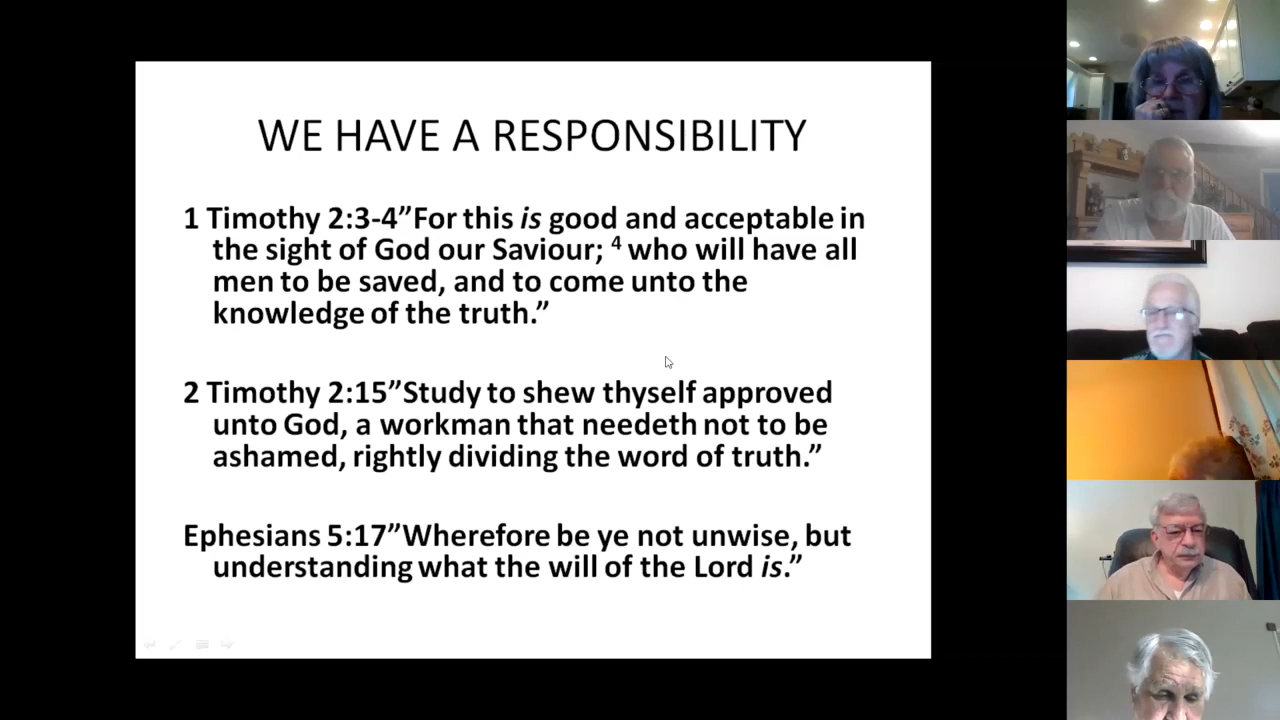 WE HAVE A RESPONSIBILITY
1 Timothy 2:3-4”For this is good and acceptable in
the sight of God our Saviour; 4 who will have all
men to be saved, and to come unto the
knowledge of the truth.”
2 Timothy 2:15”Study to shew thyself approved
unto God, a workman that needeth not to be
ashamed, rightly dividing the word of truth.”
Ephesians 5:17”Wherefore be ye not unwise, but
understanding what the will of the Lord is.”